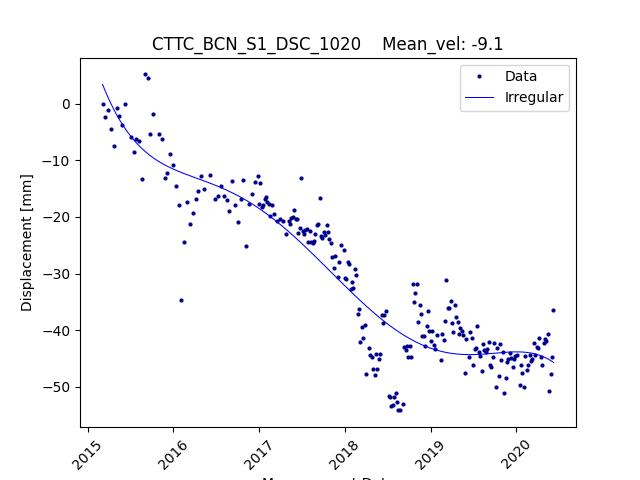 CTTC_BCN_S1_DSC_1020    Mean_vel: -9.1
Data
Irregular
Displacement [mm]
0
−10
−20
−30
−40
−50
2015 2016 2017 2018 2019 2020